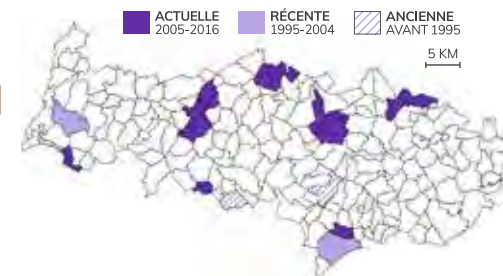 ACTUELLE
2005-2016
RÉCENTE
1995-2004
ANCIENNE
AVANT 1995
5 KM